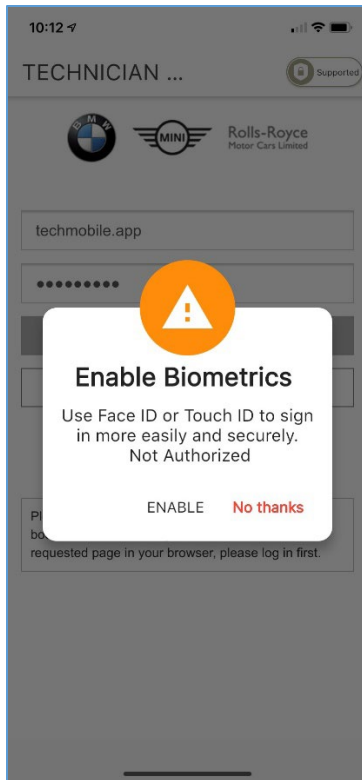 10:12
TECHNICIAN ...
Supported
BMW
MINI
Rolls-Royce
Motor Cars Limited
techmobile.app
Enable Biometrics
Use Face ID or Touch ID to sign
in more easily and securely.
Not Authorized
ENABLE No thanks
requested page in your browser, please log in first.